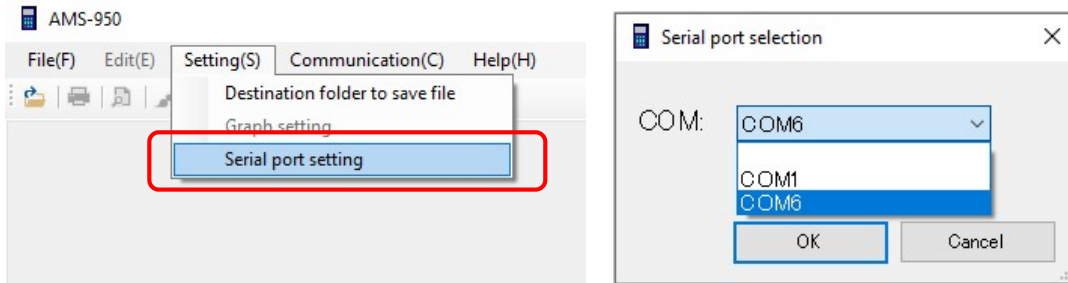 AMS-950
File(F) Edit(E) Setting(S) Communication(C) Help(H)
Destination folder to save file
Graph setting
Serial port setting
Serial port selection
COM: COM6
COM1
COM6
OK Cancel